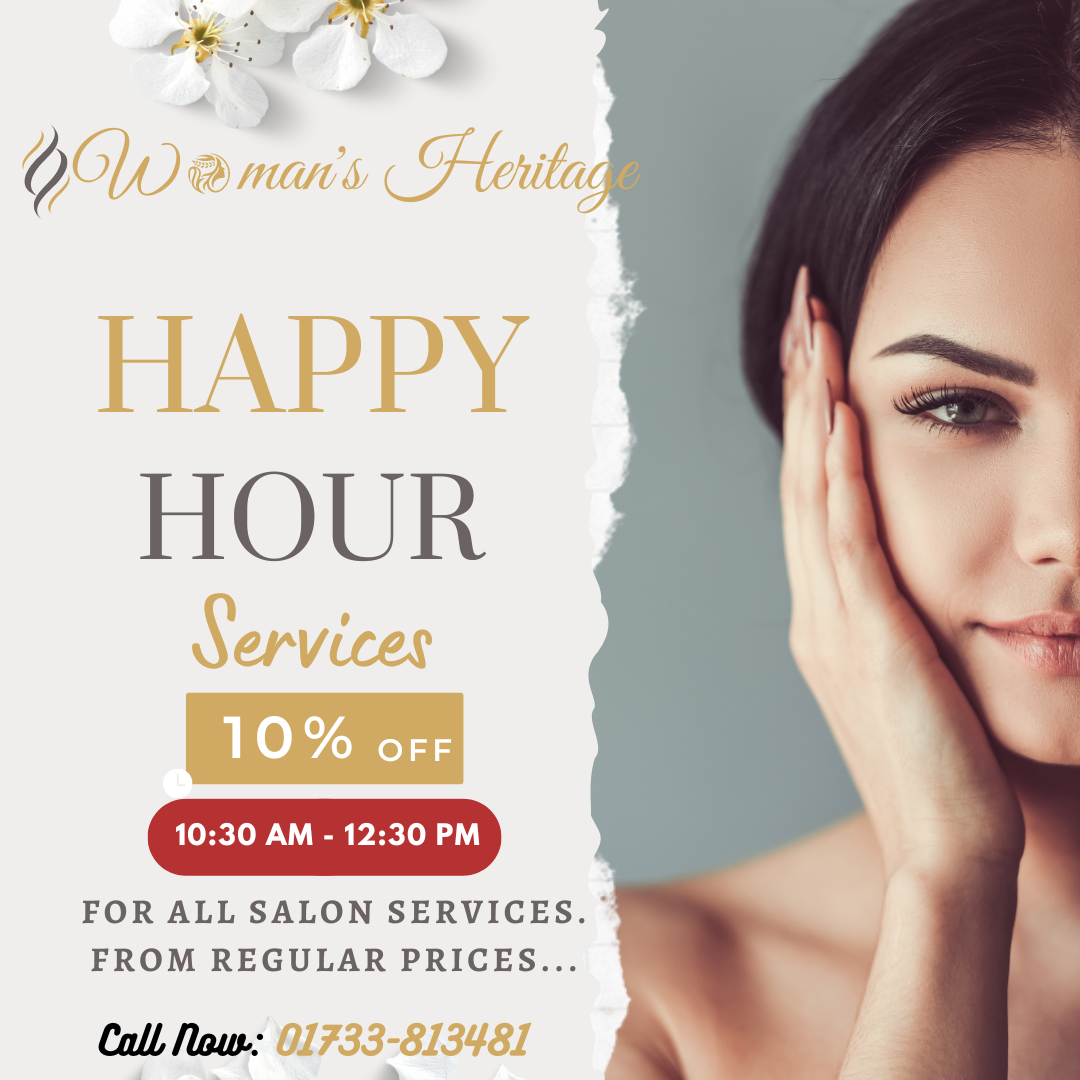 Woman's Heritage
HAPPY
HOUR
Services
10% OFF
10:30 AM - 12:30 PM
FOR ALL SALON SERVICES.
FROM REGULAR PRICES...
Call Now: 01733-813481